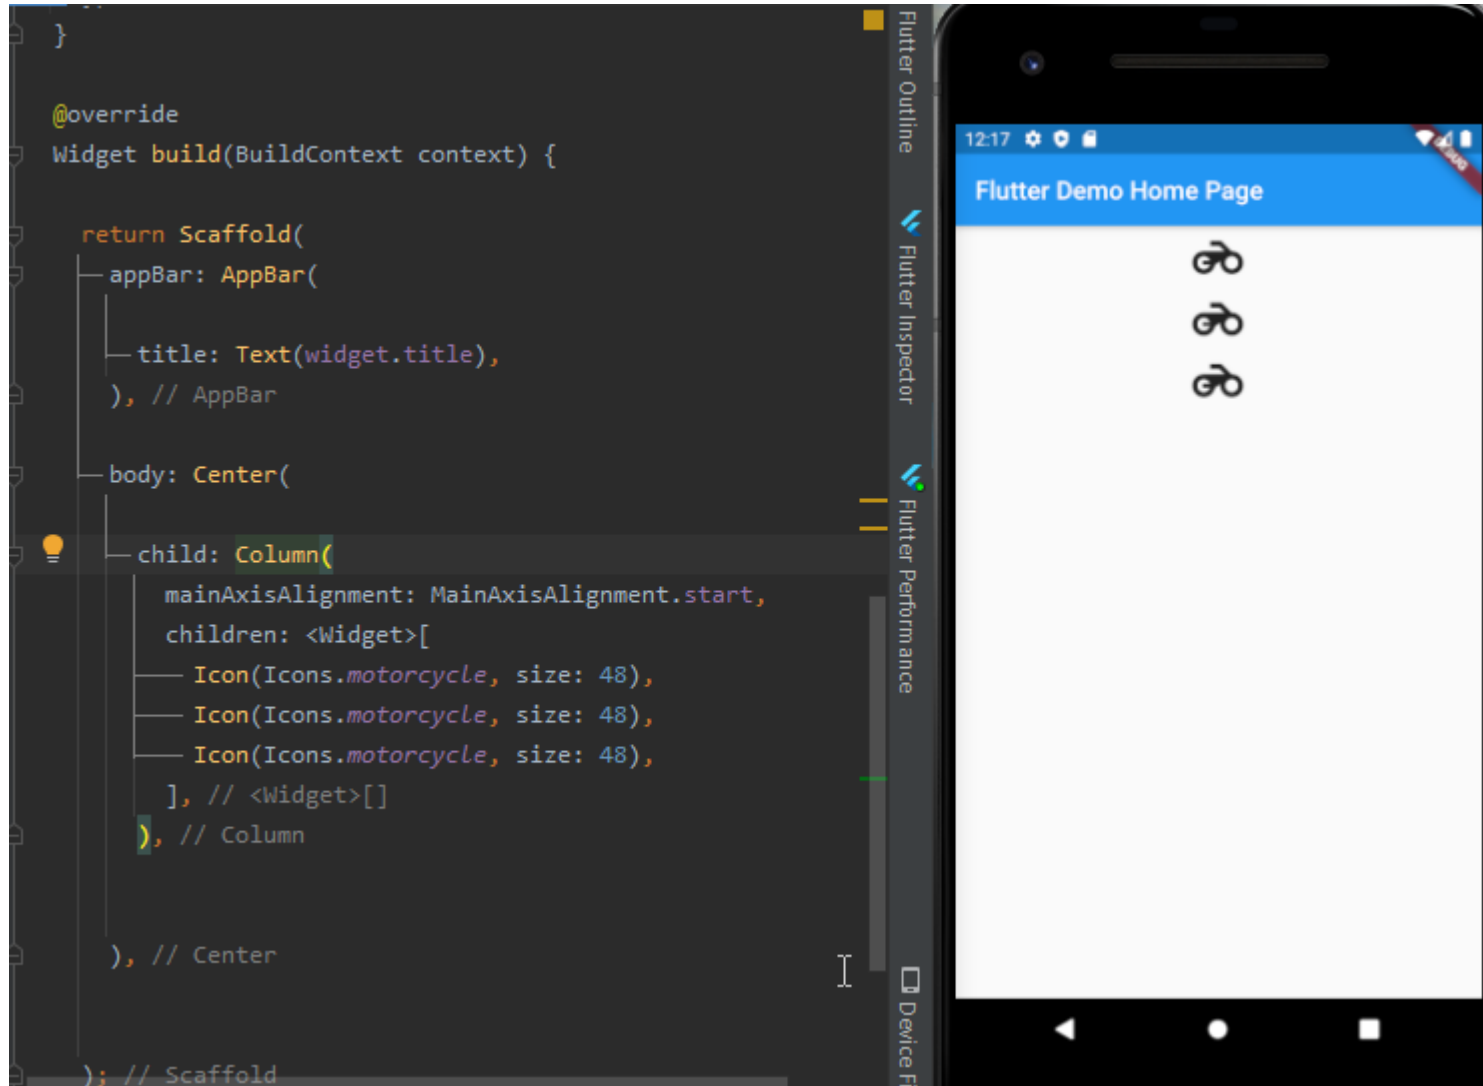 }
@override
Widget build(BuildContext context) {
return Scaffold(
appBar: AppBar(
title: Text(widget.title),
), // AppBar
body: Center(
child: Column(
mainAxisAlignment: MainAxisAlignment.start,
children: <Widget>[
Icon(Icons.motorcycle, size: 48),
Icon(Icons.motorcycle, size: 48),
Icon(Icons.motorcycle, size: 48),
], // <Widget>[]
), // Column
), // Center
); // Scaffold
Flutter Outline
Flutter Inspector
Flutter Performance
Device Fi
12:17
Flutter Demo Home Page